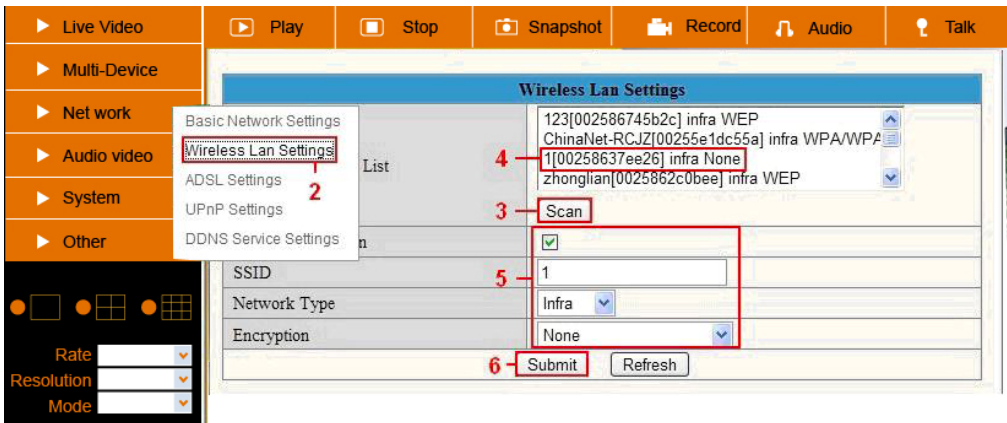 Live Video
Play
Stop
Snapshot
Record
Audio
Talk
Multi-Device
Net work
Audio video
System
Other
Basic Network Settings
Wireless Lan Settings
2
ADSL Settings
UPnP Settings
DDNS Service Settings
Wireless Lan Settings
List
123[002586745b2c] infra WEP
ChinaNet-RCJZ[00255e1dc55a] infra WPA/WPA
4
1[00258637ee26] infra None
zhonglian[0025862c0bee] infra WEP
3
Scan
n
5
SSID
1
Network Type
Infra
Encryption
None
6
Submit
Refresh
Rate
Resolution
Mode